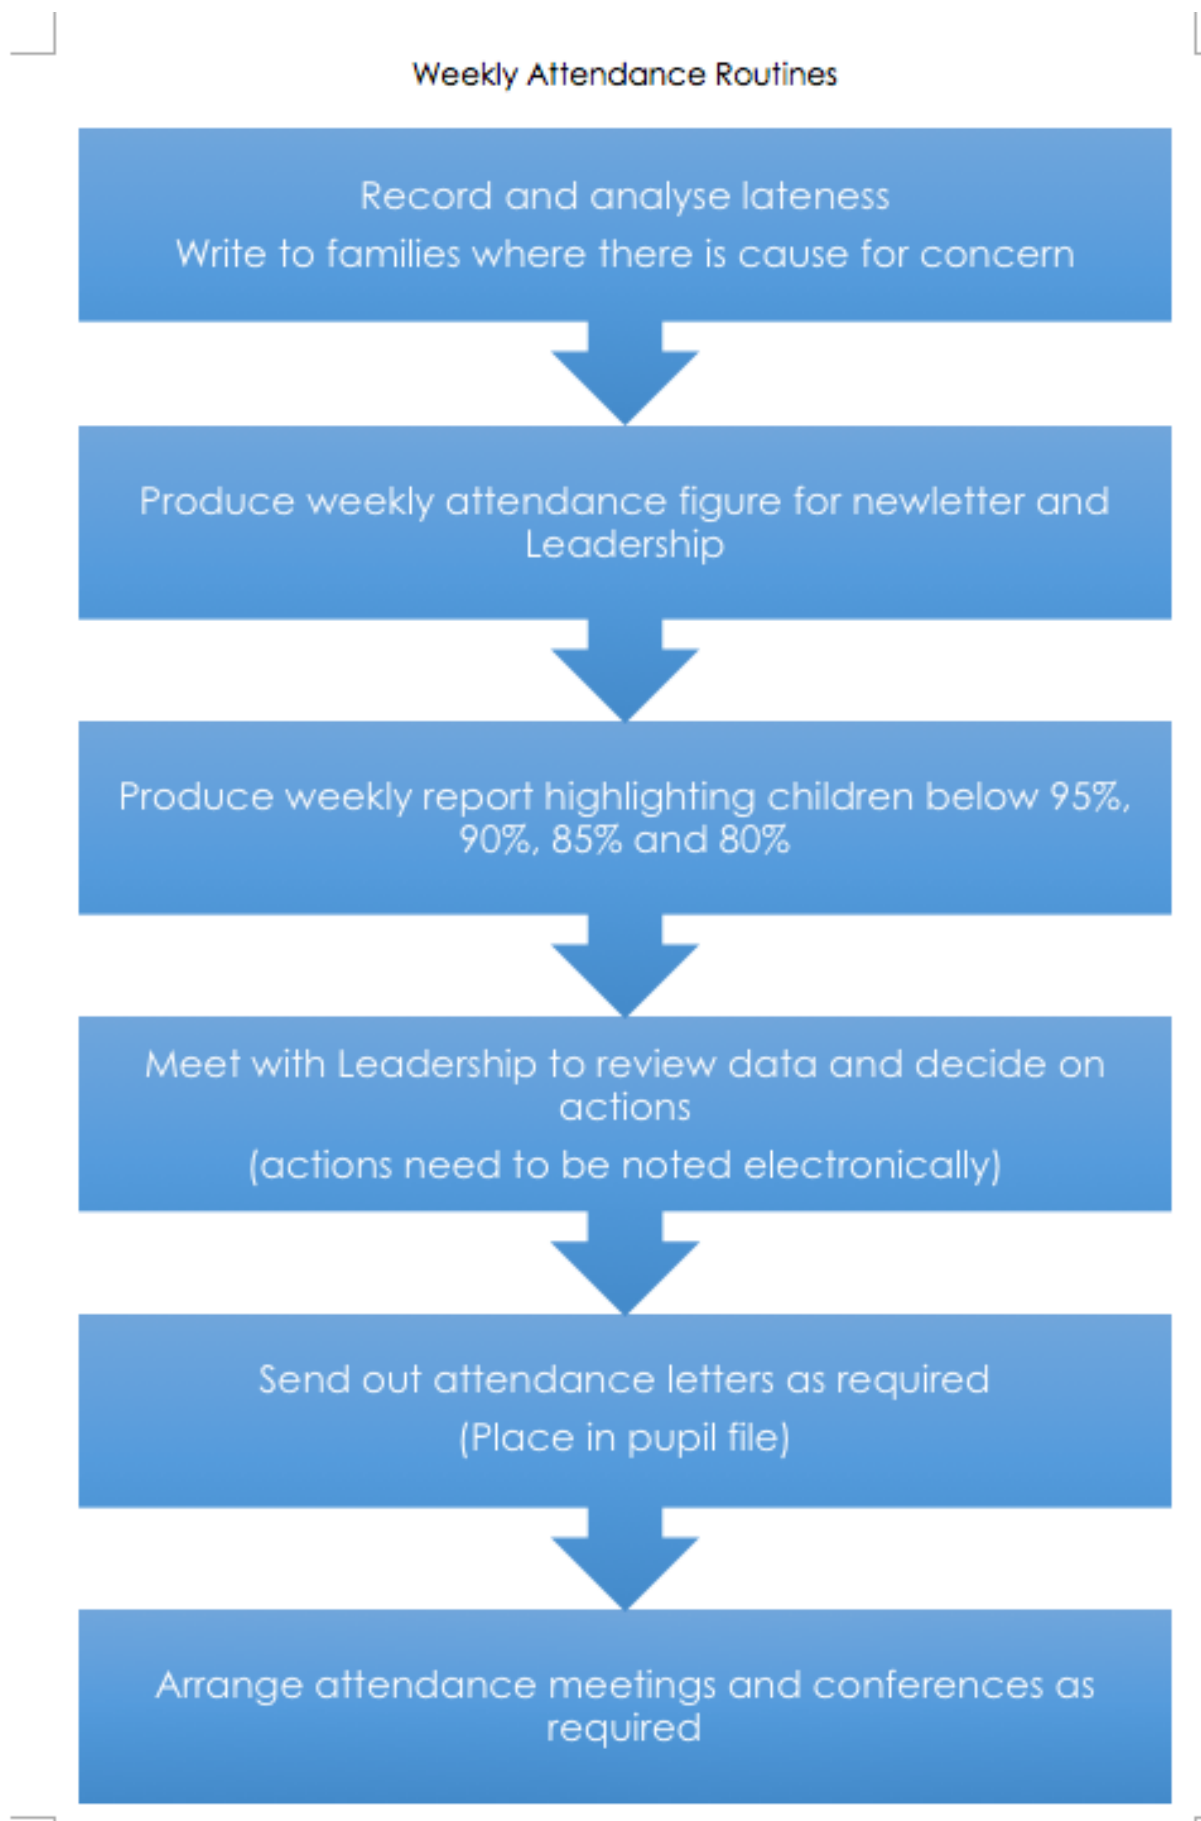 Weekly Attendance Routines
Record and analyse lateness
Write to families where there is cause for concern
Produce weekly attendance figure for newletter and
Leadership
Produce weekly report highlighting children below 95%,
90%, 85% and 80%
Meet with Leadership to review data and decide on
actions
(actions need to be noted electronically)
Send out attendance letters as required
(Place in pupil file)
Arrange attendance meetings and conferences as
required